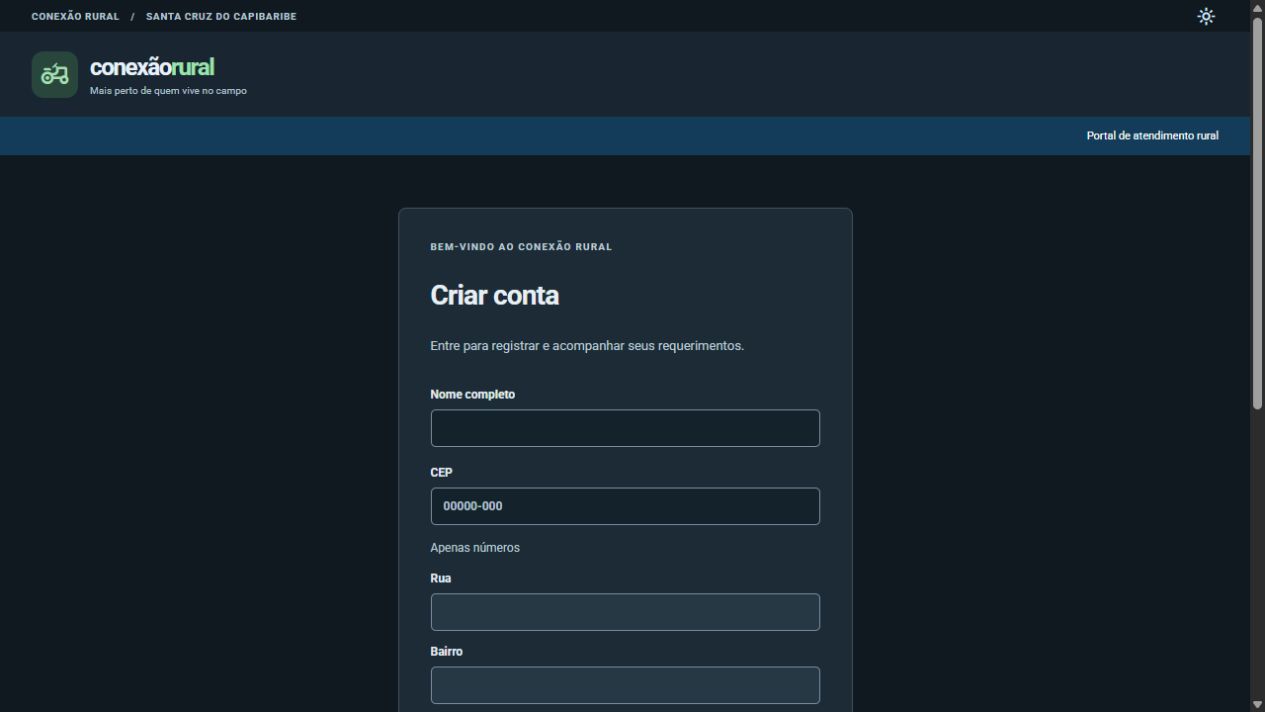 CONEXÃO RURAL / SANTA CRUZ DO CAPIBARIBE
conexãorural
Mais perto de quem vive no campo
Portal de atendimento rural
BEM-VINDO AO CONEXÃO RURAL
Criar conta
Entre para registrar e acompanhar seus requerimentos.
Nome completo
CEP
00000-000
Apenas números
Rua
Bairro